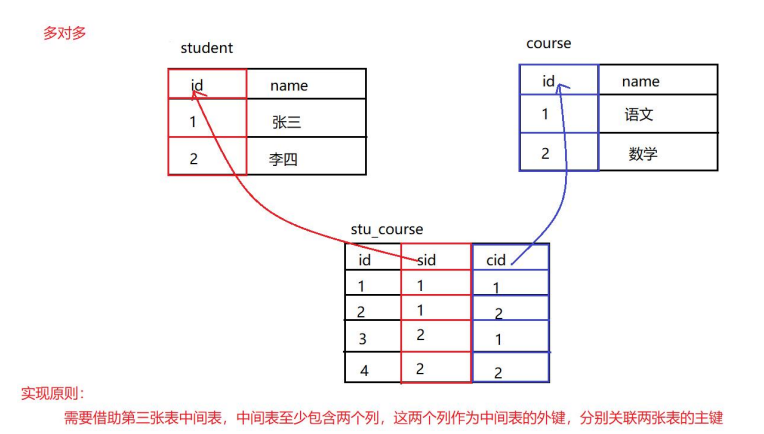 多对多
student
id name
1 张三
2 李四
course
id name
1 语文
2 数学
stu_course
id sid cid
1 1 1
2 1 2
3 2 1
4 2 2
实现原则：
需要借助第三张表中间表，中间表至少包含两个列，这两个列作为中间表的外键，分别关联两张表的主键